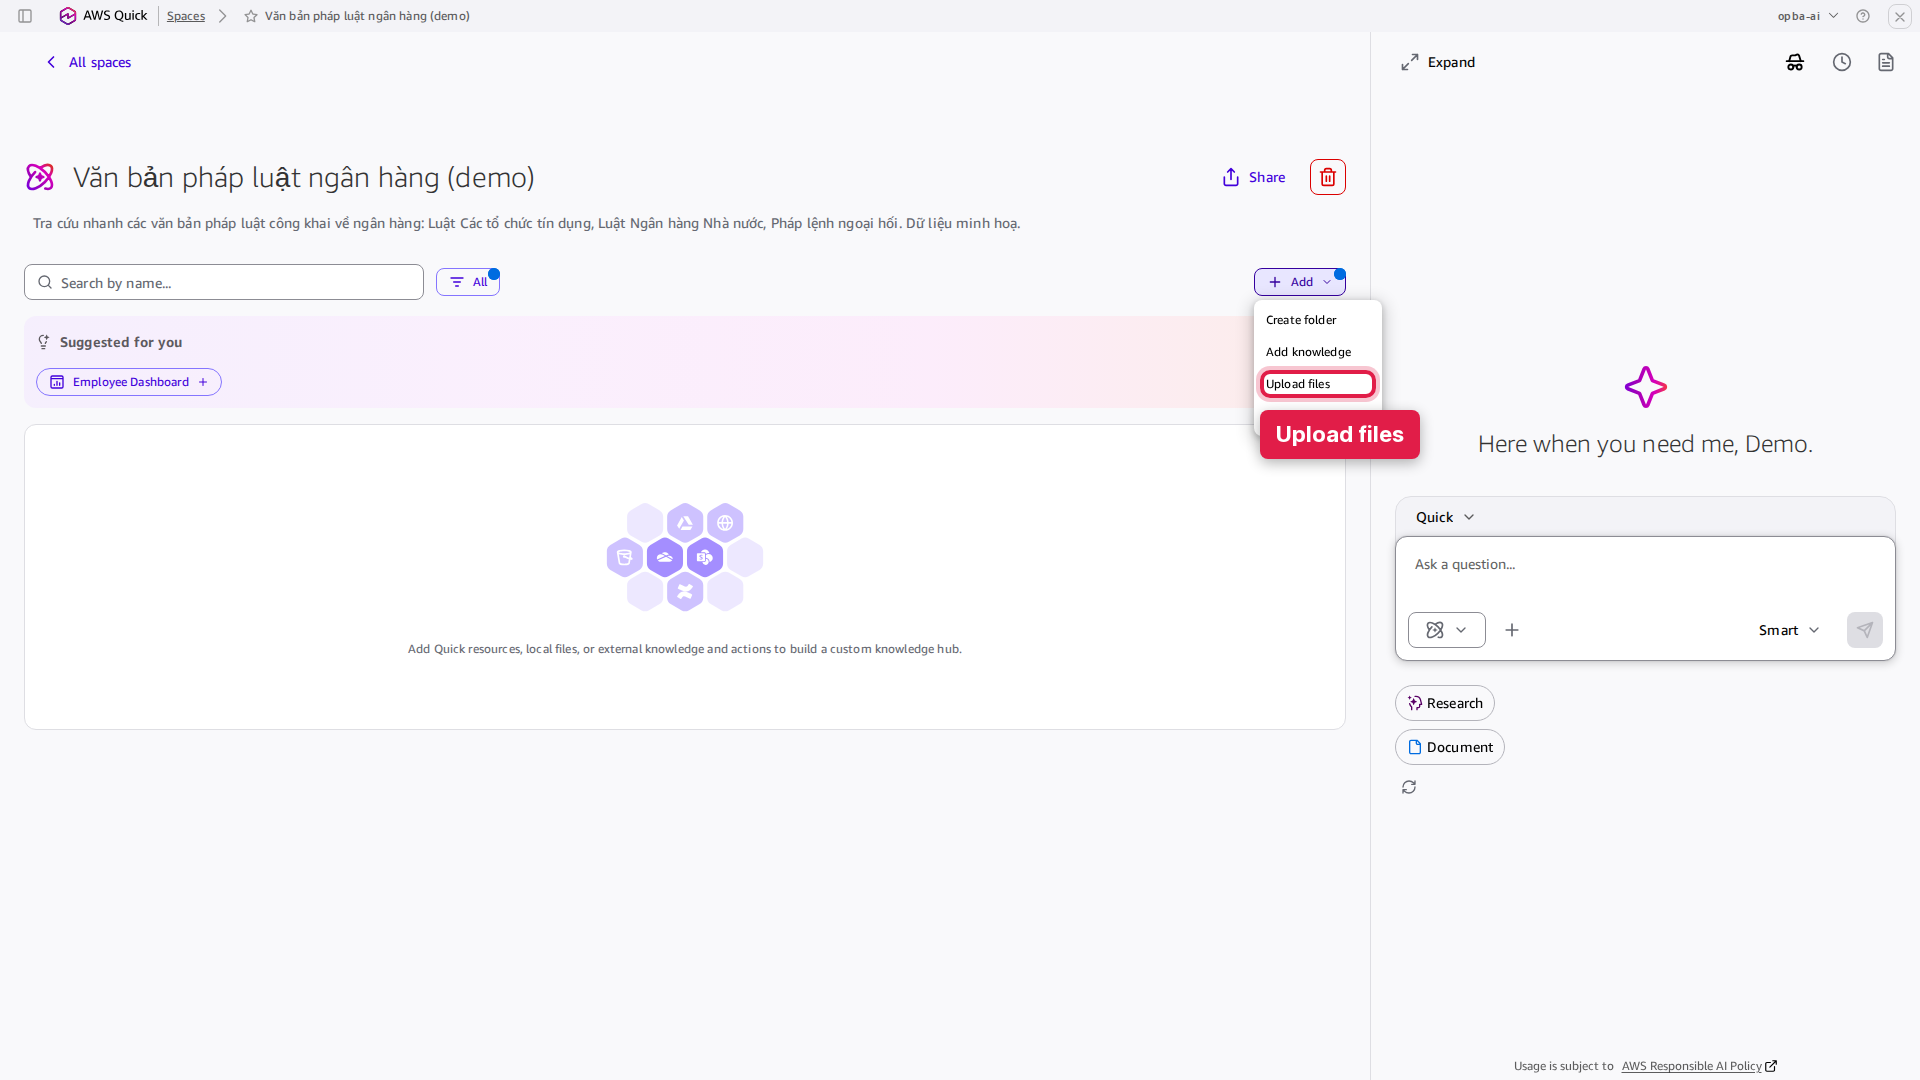 AWS Quick
Spaces
Văn bản pháp luật ngân hàng (demo)
opba-ai
All spaces
Expand
Văn bản pháp luật ngân hàng (demo)
Share
Tra cứu nhanh các văn bản pháp luật công khai về ngân hàng: Luật Các tổ chức tín dụng, Luật Ngân hàng Nhà nước, Pháp lệnh ngoại hối. Dữ liệu minh hoạ.
Search by name...
All
Add
Create folder
Add knowledge
Upload files
Upload files
Suggested for you
Employee Dashboard
Add Quick resources, local files, or external knowledge and actions to build a custom knowledge hub.
Here when you need me, Demo.
Quick
Ask a question...
Smart
Research
Document
Usage is subject to AWS Responsible AI Policy